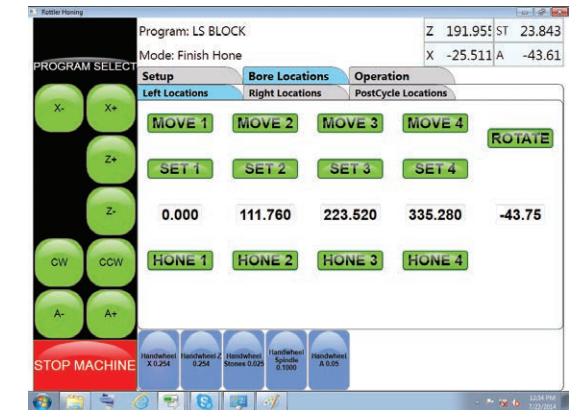 Rottler Honing
Program: LS BLOCK
Z 191.955 ST 23.843
Mode: Finish Hone
X -25.511 A -43.61
PROGRAM SELECT
Setup Bore Locations Operation
Left Locations Right Locations PostCycle Locations
X- X+
MOVE 1 MOVE 2 MOVE 3 MOVE 4
ROTATE
Z+
SET 1 SET 2 SET 3 SET 4
Z-
0.000 111.760 223.520 335.280 -43.75
CW CCW
HONE 1 HONE 2 HONE 3 HONE 4
A- A+
STOP MACHINE
Handwheel X 0.254
Handwheel Z 0.254
Handwheel Stones 0.025
Handwheel Spindle 0.1000
Handwheel A 0.05
12:54 PM
7/22/2014